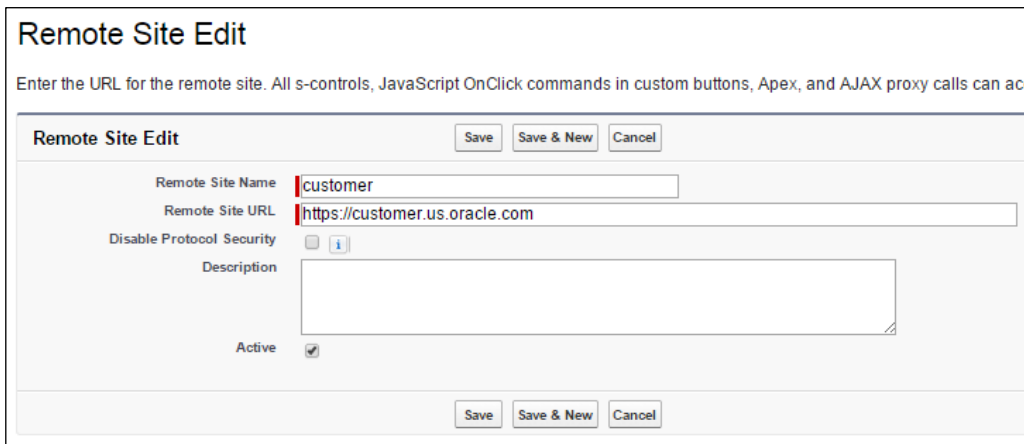 Remote Site Edit
Enter the URL for the remote site. All s-controls, JavaScript OnClick commands in custom buttons, Apex, and AJAX proxy calls can ac
Remote Site Edit Save Save & New Cancel
Remote Site Name customer
Remote Site URL https://customer.us.oracle.com
Disable Protocol Security i
Description
Active
Save Save & New Cancel